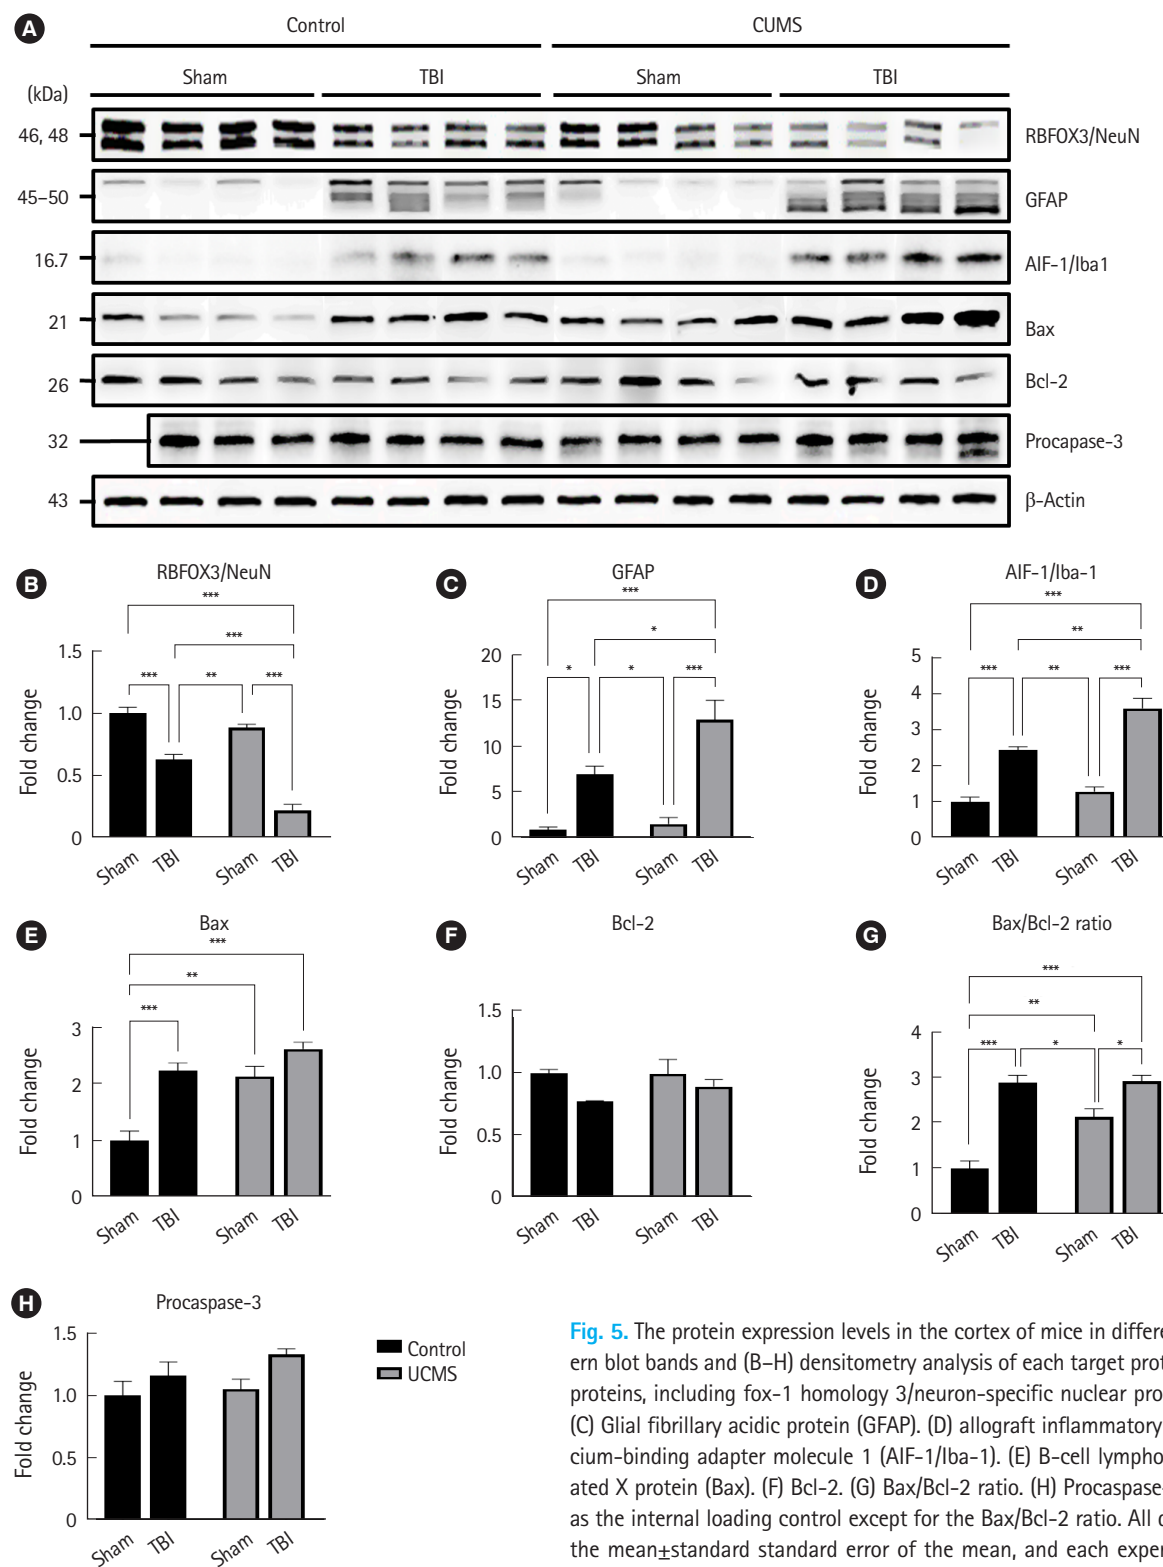 A
Control CUMS
Sham TBI Sham TBI
(kDa)
46, 48 RBFOX3/NeuN
45–50 GFAP
16.7 AIF-1/Iba1
21 Bax
26 Bcl-2
32 Procapase-3
43 β-Actin
B RBFOX3/NeuN
***
***
*** ** ***
Fold change
1.5
1.0
0.5
0
Sham TBI Sham TBI
C GFAP
***
*
* * ***
Fold change
20
15
10
5
0
Sham TBI Sham TBI
D AIF-1/Iba-1
***
**
*** ** ***
Fold change
5
4
3
2
1
0
Sham TBI Sham TBI
E Bax
***
**
***
Fold change
3
2
1
0
Sham TBI Sham TBI
F Bcl-2
Fold change
1.5
1.0
0.5
0
Sham TBI Sham TBI
G Bax/Bcl-2 ratio
***
**
*** * *
Fold change
4
3
2
1
0
Sham TBI Sham TBI
H Procaspase-3
Fold change
1.5
1.0
0.5
0
Sham TBI Sham TBI
Control
UCMS
Fig. 5. The protein expression levels in the cortex of mice in differe
ern blot bands and (B–H) densitometry analysis of each target prot
proteins, including fox-1 homology 3/neuron-specific nuclear pro
(C) Glial fibrillary acidic protein (GFAP). (D) allograft inflammatory
cium-binding adapter molecule 1 (AIF-1/Iba-1). (E) B-cell lympho
ated X protein (Bax). (F) Bcl-2. (G) Bax/Bcl-2 ratio. (H) Procaspase-
as the internal loading control except for the Bax/Bcl-2 ratio. All d
the mean±standard standard error of the mean, and each exper